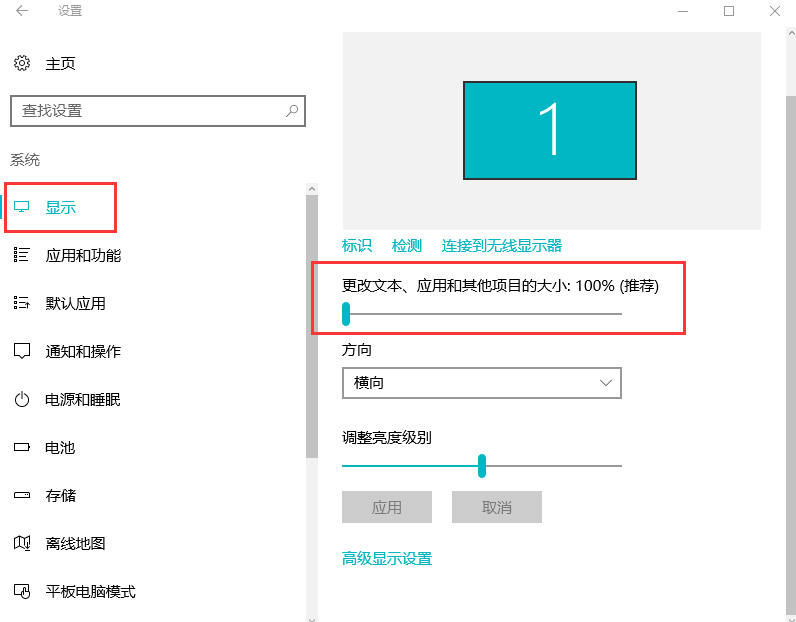 设置
主页
查找设置
系统
显示
应用和功能
默认应用
通知和操作
电源和睡眠
电池
存储
离线地图
平板电脑模式
1
标识 检测 连接到无线显示器
更改文本、应用和其他项目的大小: 100% (推荐)
方向
横向
调整亮度级别
应用 取消
高级显示设置